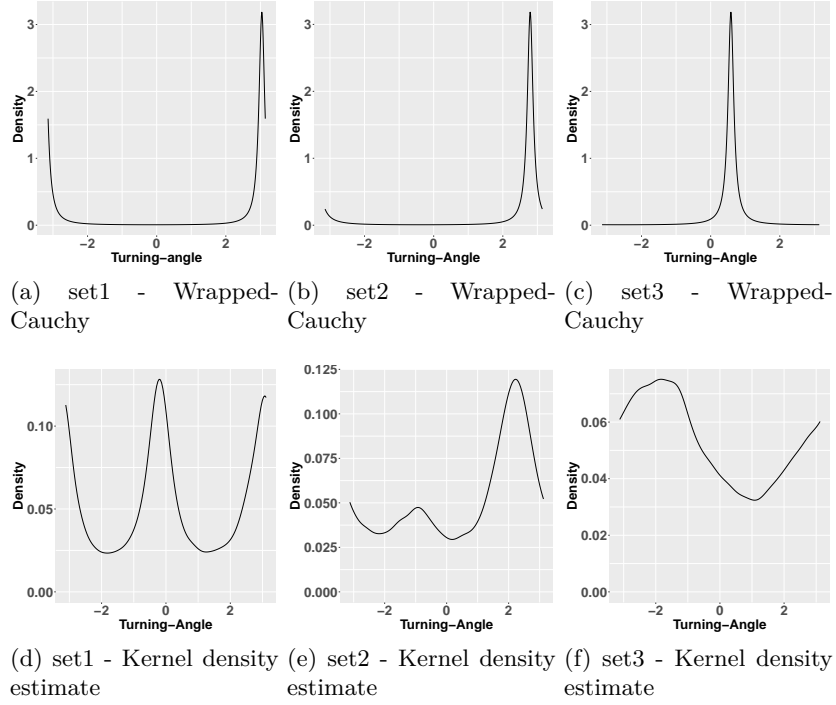 3
2
1
0
Density
−2
0
2
Turning−angle
(a) set1 - Wrapped-
Cauchy
3
2
1
0
Density
−2
0
2
Turning−Angle
(b) set2 - Wrapped-
Cauchy
3
2
1
0
Density
−2
0
2
Turning−Angle
(c) set3 - Wrapped-
Cauchy
0.10
0.05
0.00
Density
−2
0
2
Turning−Angle
(d) set1 - Kernel density
estimate
0.125
0.100
0.075
0.050
0.025
0.000
Density
−2
0
2
Turning−Angle
(e) set2 - Kernel density
estimate
0.06
0.04
0.02
0.00
Density
−2
0
2
Turning−Angle
(f) set3 - Kernel density
estimate